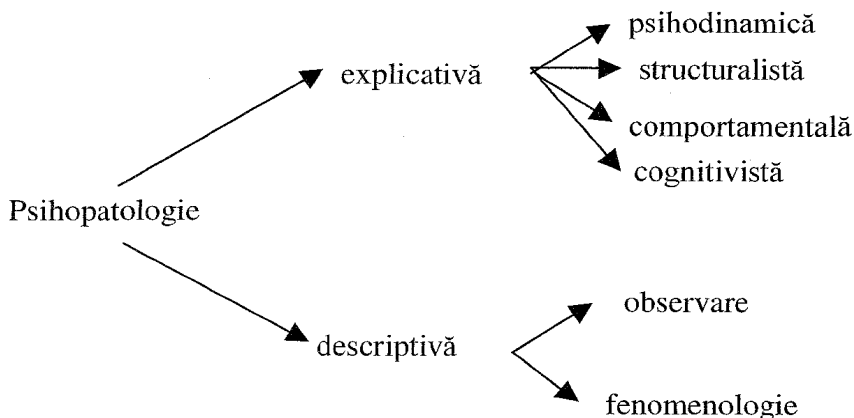 psihodinamică
explicativă
structuralistă
comportamentală
cognitivistă
Psihopatologie
observare
descriptivă
fenomenologie